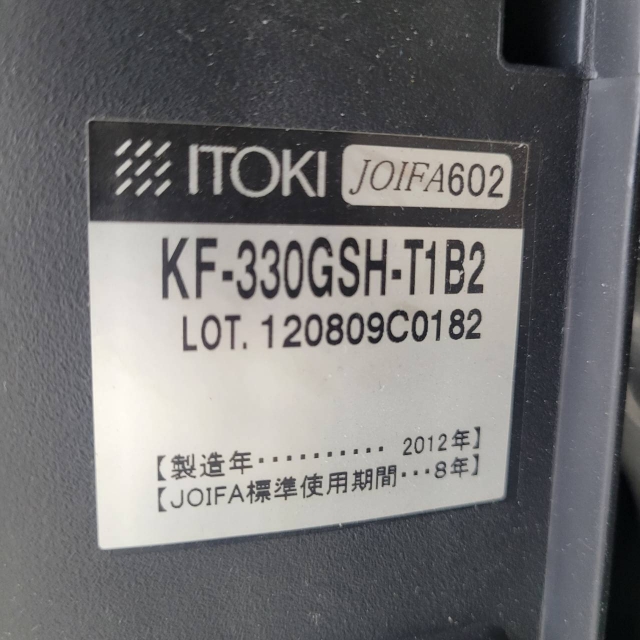 ITOKI JOIFA602
KF-330GSH-T1B2
LOT. 120809C0182
【製造年·········· 2012年】
【JOIFA標準使用期間···8年】